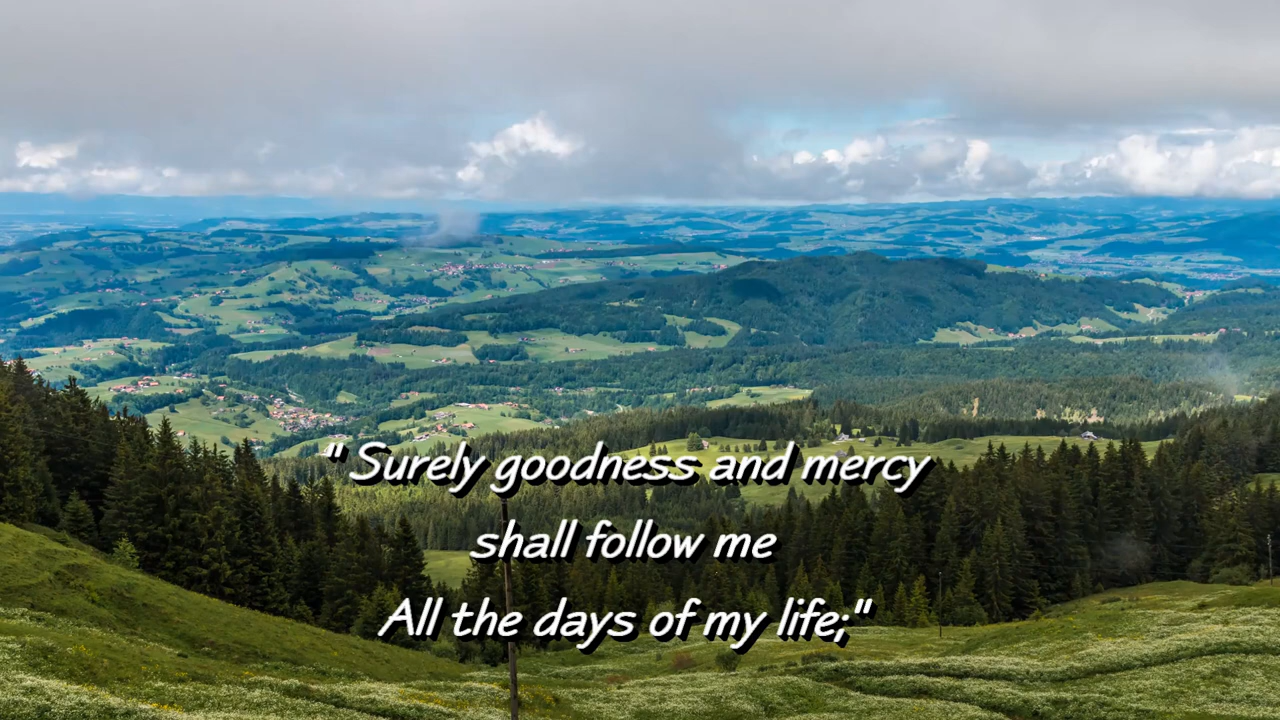 "Surely goodness and mercy
shall follow me
All the days of my life;"